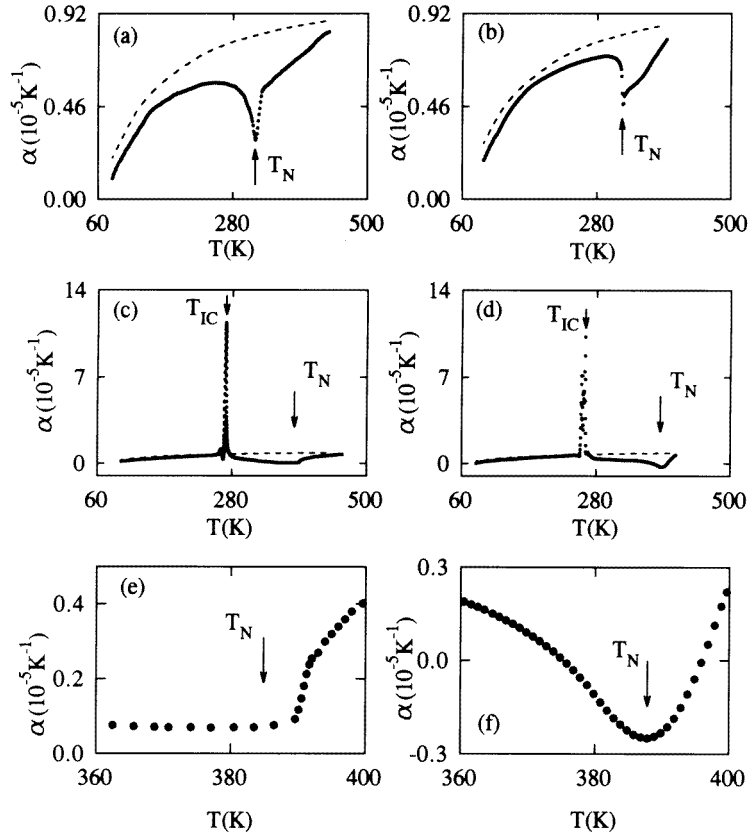 (a)
0.92
0.46
0.00
α(10⁻⁵K⁻¹)
T_N
60 280 500
T(K)
(b)
0.92
0.46
0.00
α(10⁻⁵K⁻¹)
T_N
60 280 500
T(K)
(c)
14
7
0
α(10⁻⁵K⁻¹)
T_IC
T_N
60 280 500
T(K)
(d)
14
7
0
α(10⁻⁵K⁻¹)
T_IC
T_N
60 280 500
T(K)
(e)
0.4
0.2
0.0
α(10⁻⁵K⁻¹)
T_N
360 380 400
T(K)
(f)
0.3
0.0
-0.3
α(10⁻⁵K⁻¹)
T_N
360 380 400
T(K)